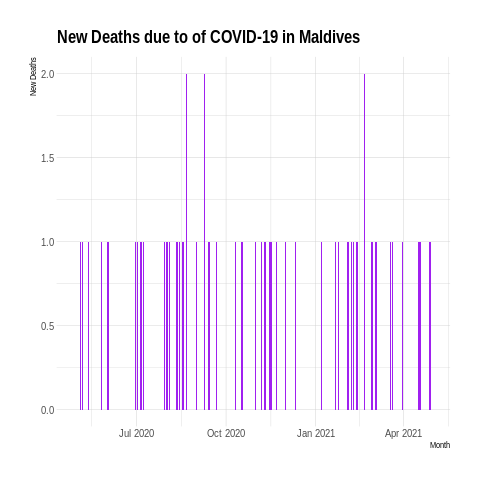 New Deaths due to of COVID-19 in Maldives
New Deaths
2.0
1.5
1.0
0.5
0.0
Jul 2020 Oct 2020 Jan 2021 Apr 2021
Month